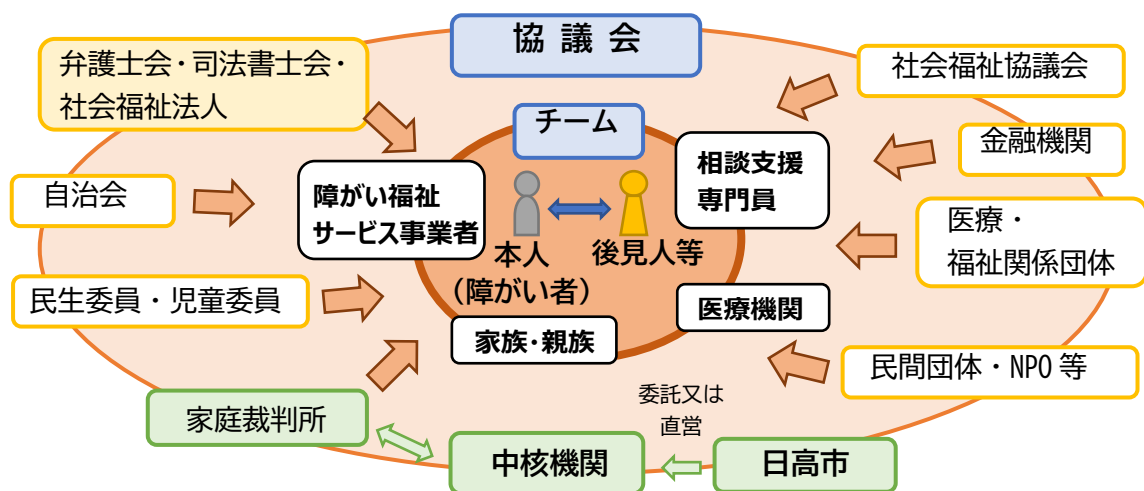 協議会
弁護士会・司法書士会・
社会福祉法人
社会福祉協議会
チーム
金融機関
相談支援
専門員
自治会
障がい福祉
サービス事業者
本人
(障がい者)
後見人等
医療・
福祉関係団体
民生委員・児童委員
医療機関
家族・親族
民間団体・NPO等
家庭裁判所
委託又は
直営
中核機関
日高市